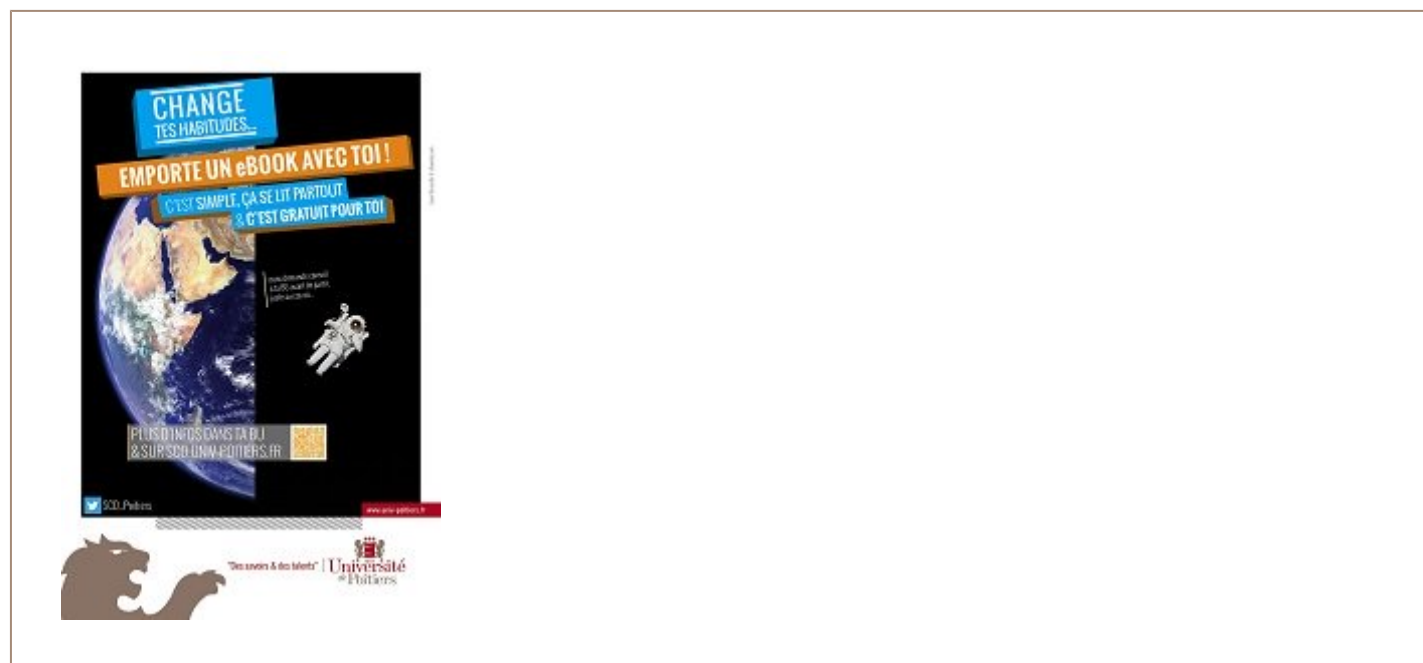 CHANGE
TES HABITUDES...
EMPORTE UN eBOOK AVEC TOI !
C'EST SIMPLE, ÇA SE LIT PARTOUT
& C'EST GRATUIT POUR TOI
PLUS D'INFOS DANS TA BU
& SUR SCD.UNIV-POITIERS.FR
SCD_Poitiers
www.univ-poitiers.fr
"Des savoirs & des talents"
Université
de Poitiers